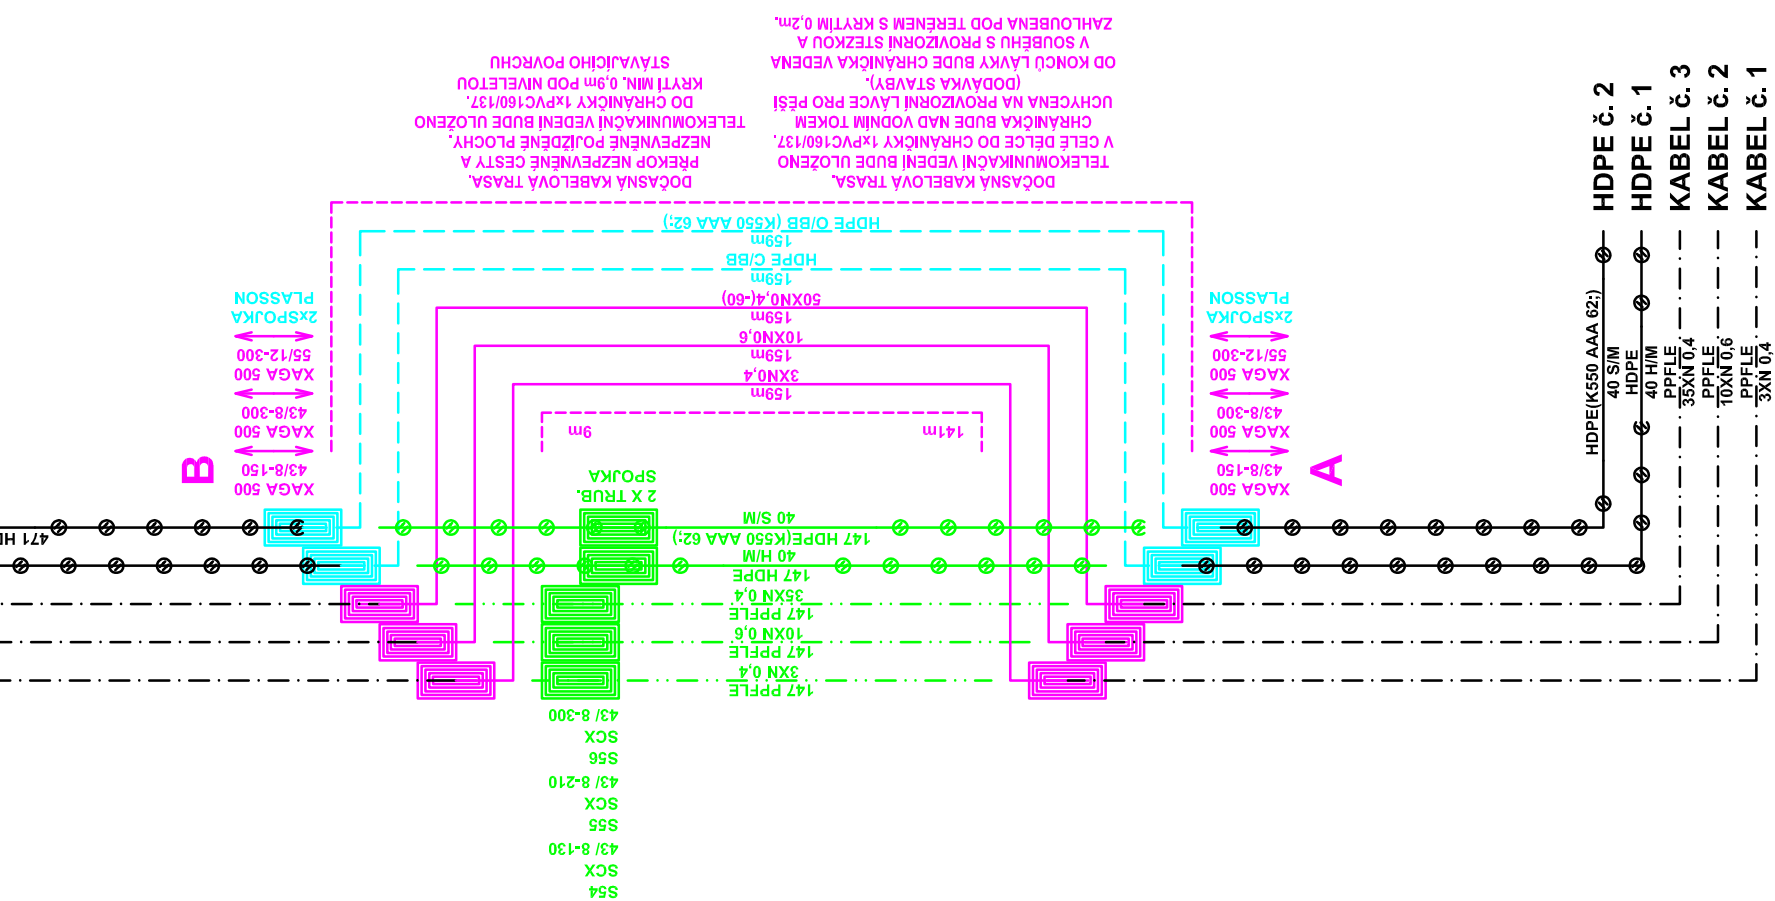 DOČASNÁ KABELOVÁ TRASA.
TELEKOMUNIKAČNÍ VEDENÍ BUDE ULOŽENO
V CELÉ DÉLCE DO CHRÁNIČKY 1xPVC160/137.
CHRÁNIČKA BUDE NAD VODNÍM TOKEM
UCHYCENA NA PROVIZORNÍ LÁVCE PRO PĚŠÍ
(DODÁVKA STAVBY).
OD KONCŮ LÁVKY BUDE CHRÁNIČKA VEDENA
V SOUBĚHU S PROVIZORNÍ STEZKOU A
ZAHLOUBENA POD TERÉNEM S KRYTÍM 0,2m.
DOČASNÁ KABELOVÁ TRASA.
PŘEKOP NEZPEVNĚNÉ CESTY A
NEZPEVNĚNÉ POJÍŽDĚNÉ PLOCHY.
TELEKOMUNIKAČNÍ VEDENÍ BUDE ULOŽENO
DO CHRÁNIČKY 1xPVC160/137.
KRYTÍ MIN. 0,9m POD NIVELETOU
STÁVAJÍCÍHO POVRCHU
HDPE č. 2
HDPE č. 1
KABEL č. 3
KABEL č. 2
KABEL č. 1
HDPE(K550 AAA 62;)
40 S/M
HDPE
40 H/M
PPFLE
35XN 0,4
PPFLE
10XN 0,6
PPFLE
3XN 0,4
A
XAGA 500
43/8-150
XAGA 500
43/8-300
XAGA 500
55/12-300
2xSPOJKA
PLASSON
B
XAGA 500
43/8-150
XAGA 500
43/8-300
XAGA 500
55/12-300
2xSPOJKA
PLASSON
141m
9m
159m
3XN0,4
159m
10XN0,6
159m
50XN0,4(-60)
159m
HDPE C/BB
159m
HDPE O/BB (K550 AAA 62;)
2 X TRUB.
SPOJKA
147 PPFLE
3XN 0,4
147 PPFLE
10XN 0,6
147 PPFLE
35XN 0,4
147 HDPE
40 H/M
147 HDPE(K550 AAA 62;)
40 S/M
S54
SCX
43/ 8-130
S55
SCX
43/ 8-210
S56
SCX
43/ 8-300
471 HD